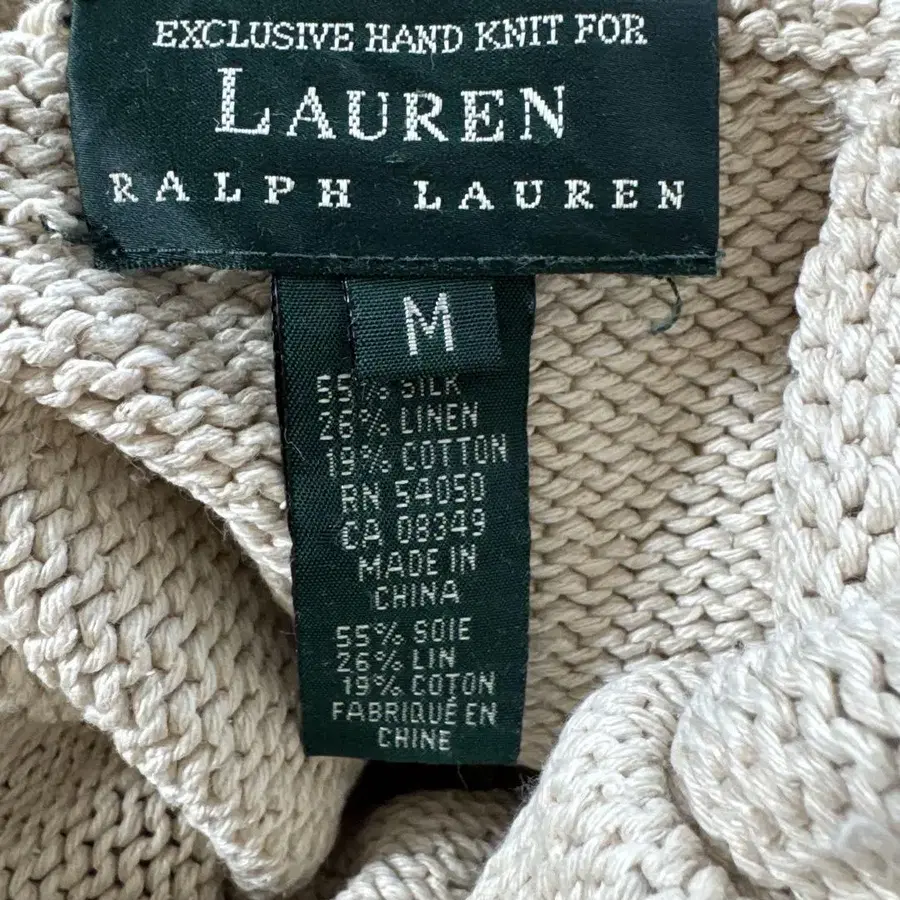 EXCLUSIVE HAND KNIT FOR
LAUREN
RALPH LAUREN
M
55% SILK
26% LINEN
19% COTTON
RN 54050
CA 08349
MADE IN
CHINA
55% SOIE
26% LIN
19% COTON
FABRIQUÉ EN
CHINE